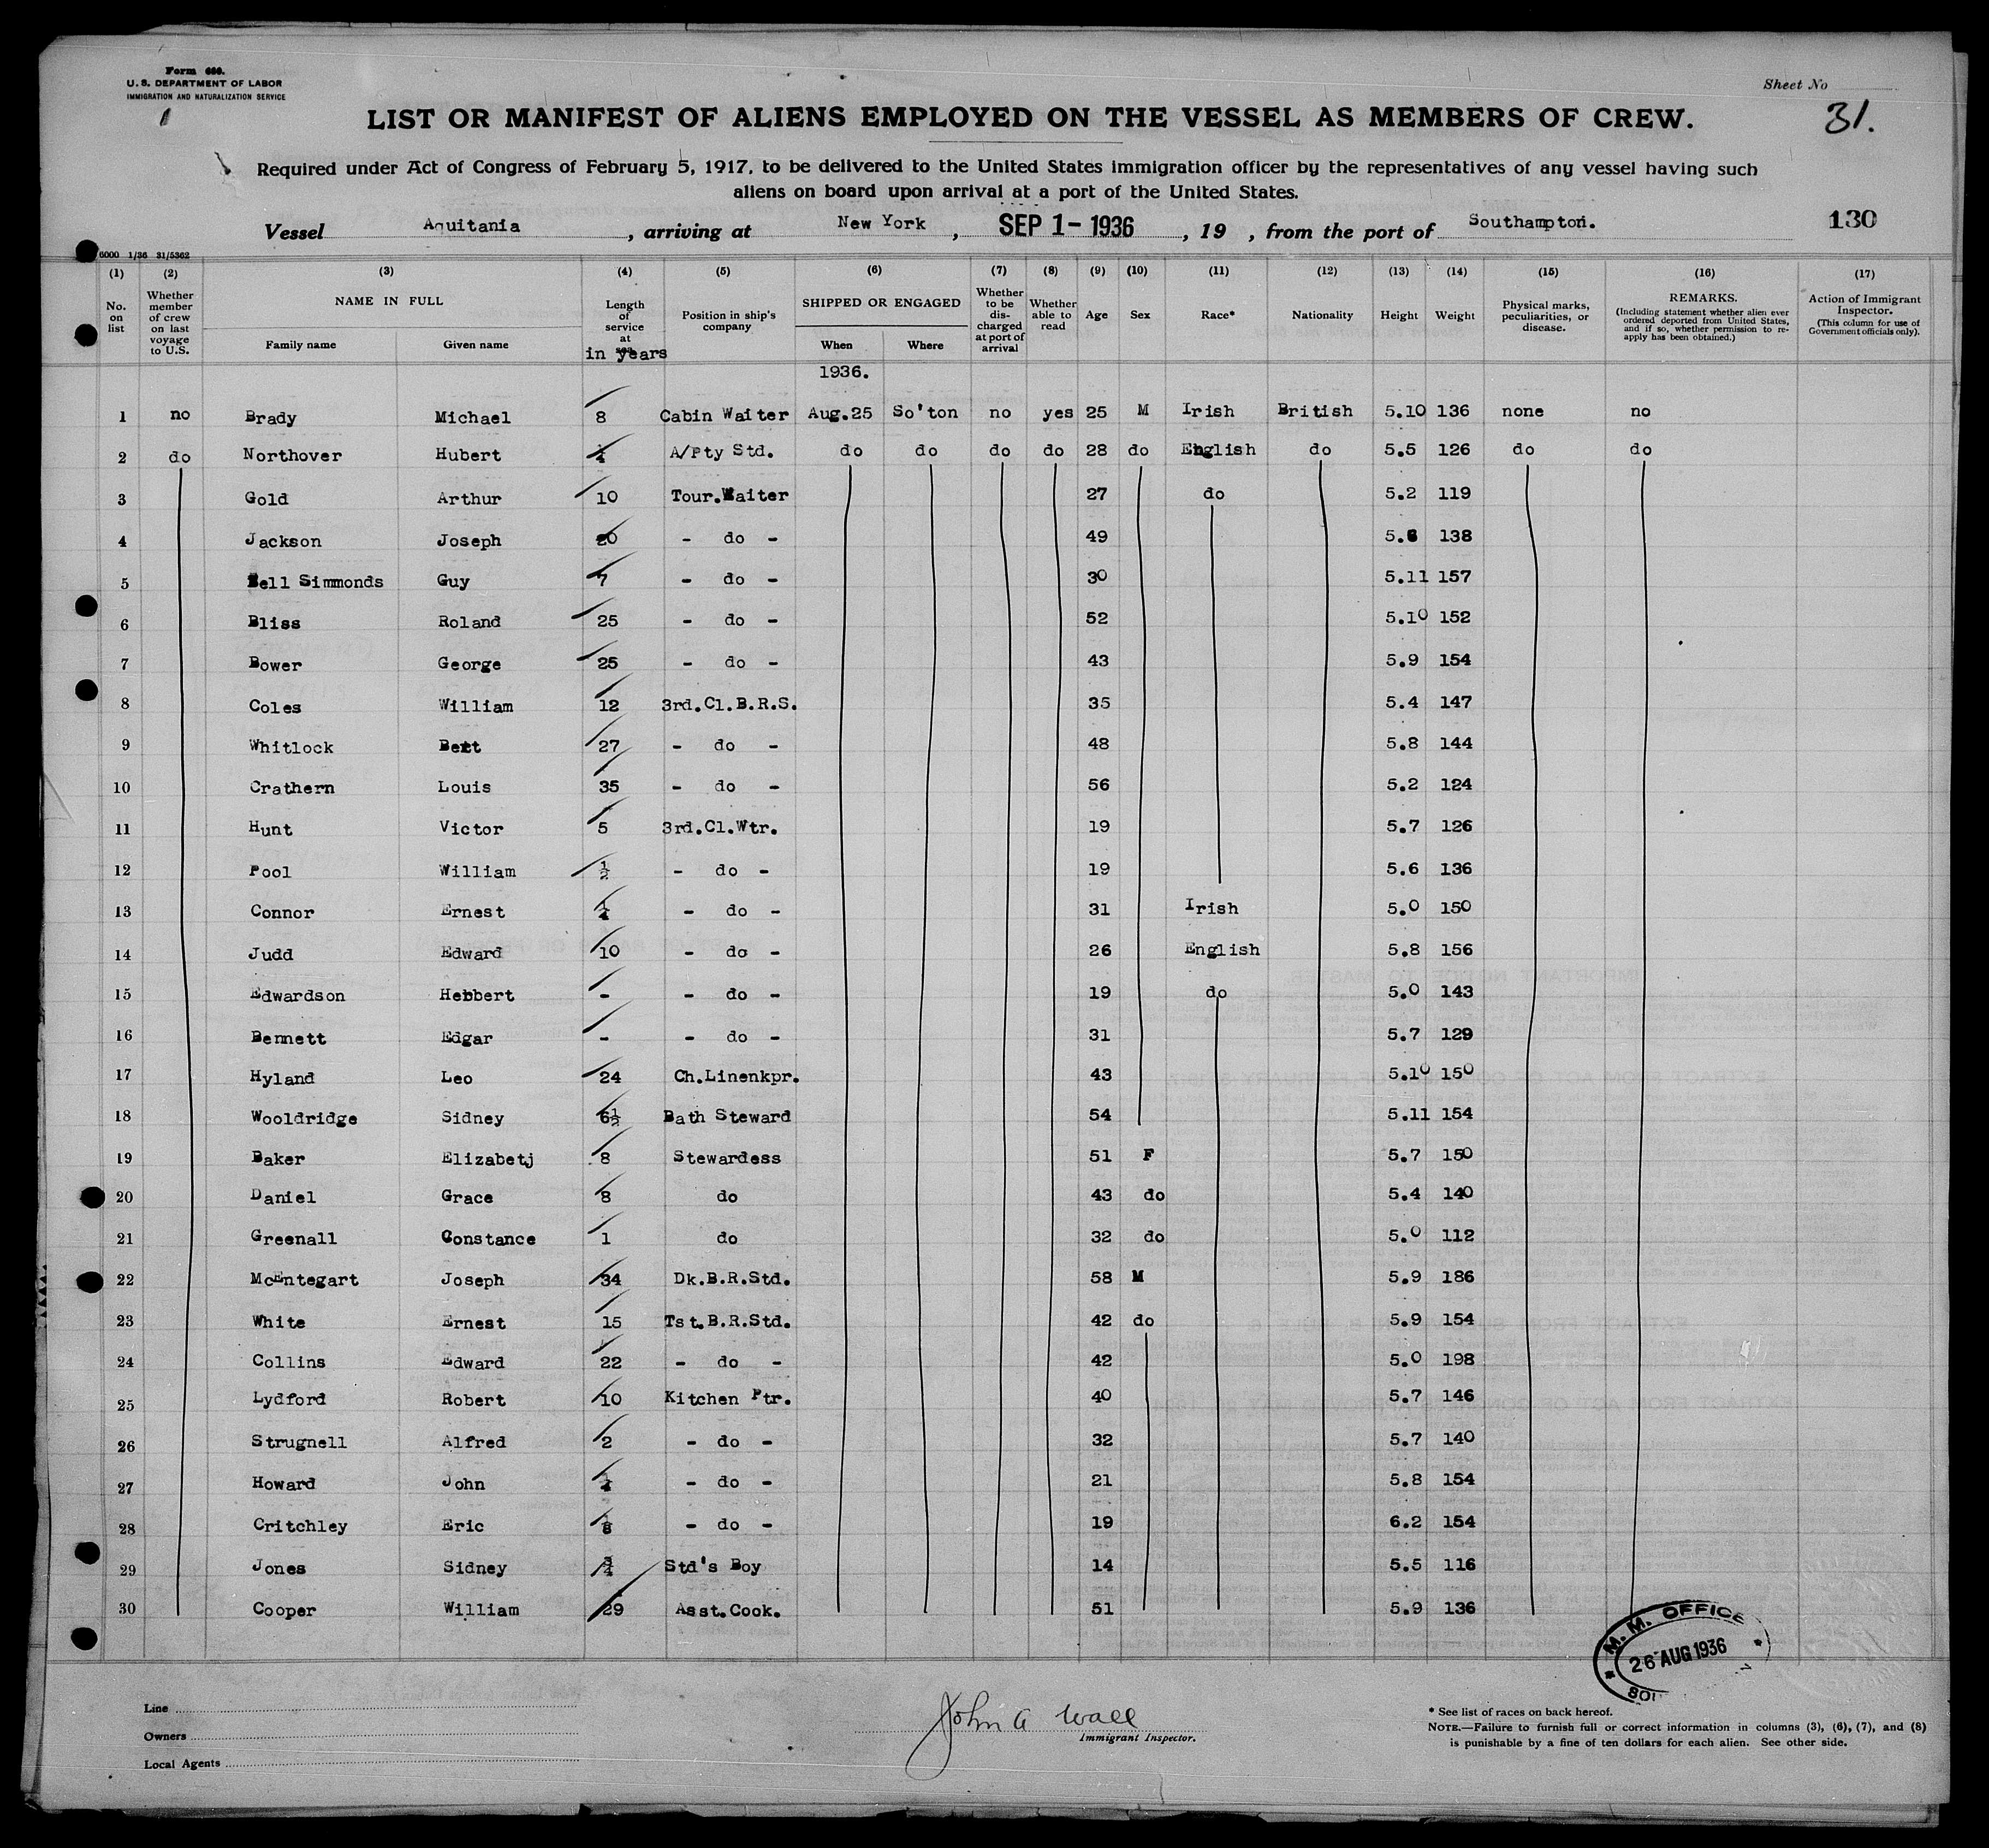 Form 680.
U. S. DEPARTMENT OF LABOR
IMMIGRATION AND NATURALIZATION SERVICE
Sheet No
31.
LIST OR MANIFEST OF ALIENS EMPLOYED ON THE VESSEL AS MEMBERS OF CREW.
Required under Act of Congress of February 5, 1917, to be delivered to the United States immigration officer by the representatives of any vessel having such
aliens on board upon arrival at a port of the United States.
Vessel Aquitania, arriving at New York, SEP 1 - 1936, 19 , from the port of Southampton. 130
6000 1/36 31/5362
(1) (2) (3) (4) (5) (6) (7) (8) (9) (10) (11) (12) (13) (14) (15) (16) (17)
No. on list
Whether member of crew on last voyage to U.S.
NAME IN FULL
Family name Given name
Length of service at
in years
Position in ship's company
SHIPPED OR ENGAGED
When Where
Whether to be discharged at port of arrival
Whether able to read
Age
Sex
Race*
Nationality
Height
Weight
Physical marks, peculiarities, or disease.
REMARKS.
(Including statement whether alien ever ordered deported from United States, and if so, whether permission to reapply has been obtained.)
Action of Immigrant Inspector.
(This column for use of Government officials only).
1936.
1 no Brady Michael 8 Cabin Waiter Aug.25 So'ton no yes 25 M Irish British 5.10 136 none no
2 do Northover Hubert 1/4 A/Pty Std. do do do do 28 do English do 5.5 126 do do
3 Gold Arthur 10 Tour.Waiter 27 do 5.2 119
4 Jackson Joseph 20 - do - 49 138
5 Bell Simmonds Guy 7 - do - 30 5.11 157
6 Bliss Roland 25 - do - 52 5.10 152
7 Bower George 25 - do - 43 5.9 154
8 Coles William 12 3rd.Cl.B.R.S. 35 5.4 147
9 Whitlock Bert 27 - do - 48 5.8 144
10 Crathern Louis 35 - do - 56 5.2 124
11 Hunt Victor 5 3rd.Cl.Wtr. 19 5.7 126
12 Pool William 1/2 - do - 19 5.6 136
13 Connor Ernest 1/4 - do - 31 Irish 5.0 150
14 Judd Edward 10 - do - 26 English 5.8 156
15 Edwardson Herbert - - do - 19 do 5.0 143
16 Bennett Edgar - - do - 31 5.7 129
17 Hyland Leo 24 Ch.Linenkpr. 43 5.10 150
18 Wooldridge Sidney 6 1/2 Bath Steward 54 5.11 154
19 Baker Elizabetj 8 Stewardess 51 F 5.7 150
20 Daniel Grace 8 do 43 do 5.4 140
21 Greenall Constance 1 do 32 do 5.0 112
22 McEntegart Joseph 34 Dk.B.R.Std. 58 M 5.9 186
23 White Ernest 15 Tst.B.R.Std. 42 do 5.9 154
24 Collins Edward 22 - do - 42 5.0 198
25 Lydford Robert 10 Kitchen Ptr. 40 5.7 146
26 Strugnell Alfred 2 - do - 32 5.7 140
27 Howard John 1/4 - do - 21 5.8 154
28 Critchley Eric - do - 19 6.2 154
29 Jones Sidney 3/4 Std's Boy 14 5.5 116
30 Cooper William 29 Asst.Cook. 51 5.9 136
M. M. OFFICE
26 AUG 1936
Line
Owners
Local Agents
John A Wall
Immigrant Inspector.
* See list of races on back hereof.
NOTE.—Failure to furnish full or correct information in columns (3), (6), (7), and (8)
is punishable by a fine of ten dollars for each alien. See other side.